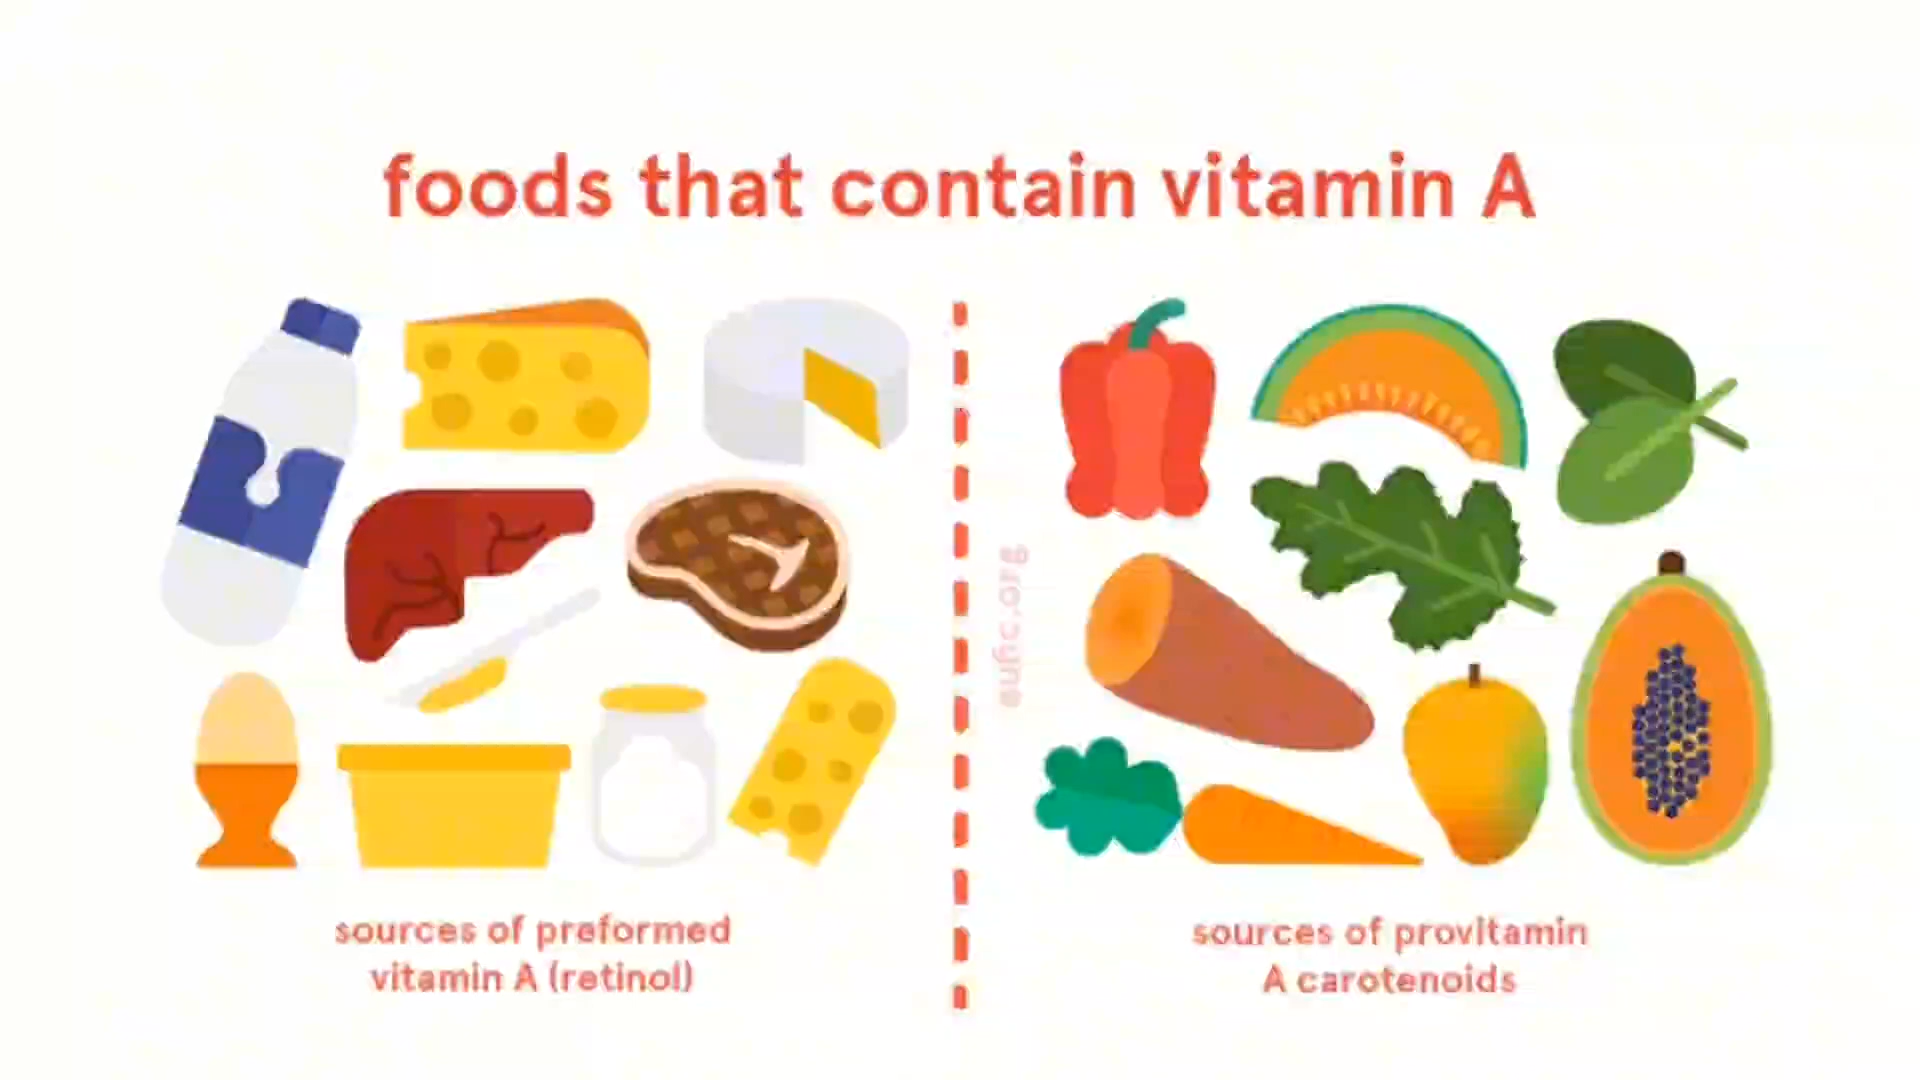 foods that contain vitamin A
sources of preformed
vitamin A (retinol)
sources of provitamin
A carotenoids